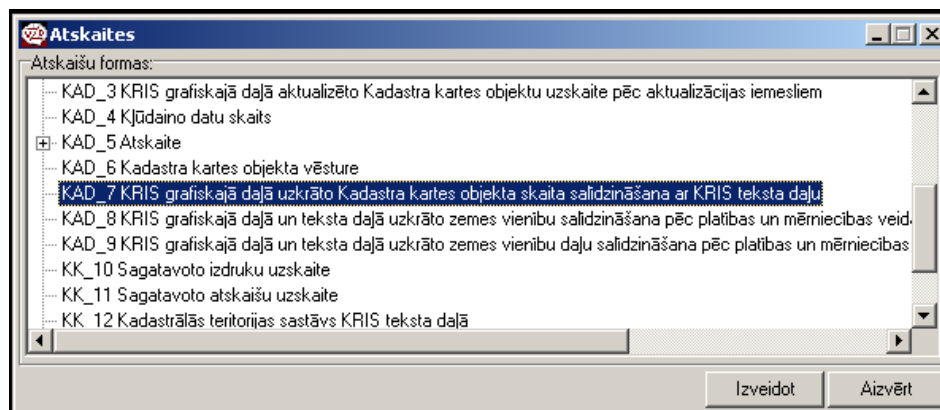 Atskaites
Atskaišu formas:
KAD_3 KRIS grafiskajā daļā aktualizēto Kadastra kartes objektu uzskaite pēc aktualizācijas iemesliem
KAD_4 Kļūdaino datu skaits
KAD_5 Atskaite
KAD_6 Kadastra kartes objekta vēsture
KAD_7 KRIS grafiskajā daļā uzkrāto Kadastra kartes objekta skaita salīdzināšana ar KRIS teksta daļu
KAD_8 KRIS grafiskajā daļā un teksta daļā uzkrāto zemes vienību salīdzināšana pēc platības un mērniecības veid
KAD_9 KRIS grafiskajā daļā un teksta daļā uzkrāto zemes vienību daļu salīdzināšana pēc platības un mērniecības
KK_10 Sagatavoto izdruku uzskaite
KK_11 Sagatavoto atskaišu uzskaite
KK_12 Kadastrālās teritorijas sastāvs KRIS teksta daļā
Izveidot Aizvērt